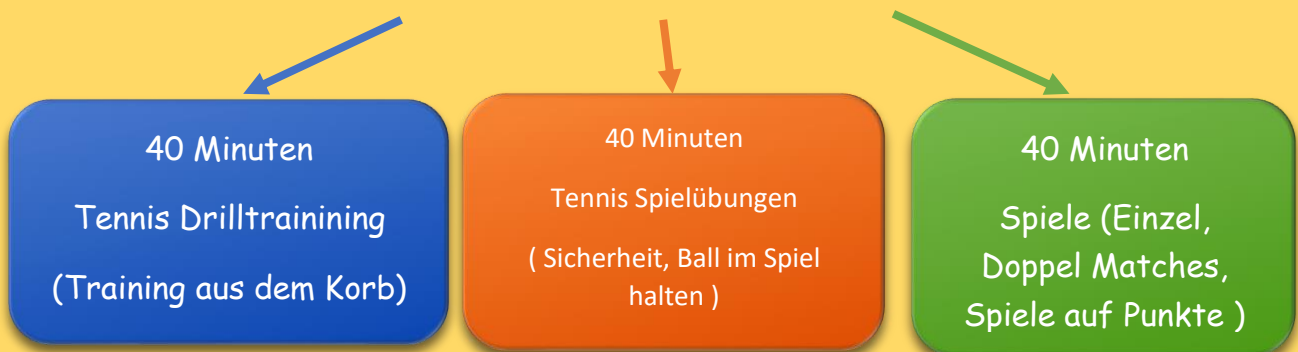 40 Minuten
Tennis Drilltrainining
(Training aus dem Korb)
40 Minuten
Tennis Spielübungen
( Sicherheit, Ball im Spiel
halten )
40 Minuten
Spiele (Einzel,
Doppel Matches,
Spiele auf Punkte )